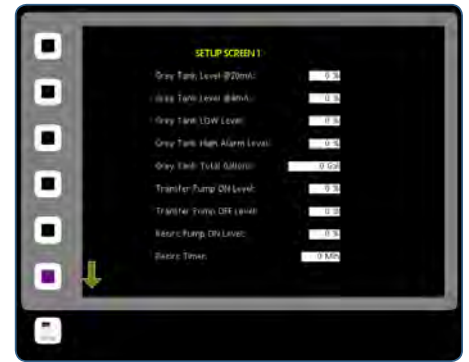 SETUP SCREEN 1
Grey Tank Level @20mA: 0 %
Grey Tank Level @4mA: 0 %
Grey Tank LOW Level: 0 %
Grey Tank High Alarm Level: 0 %
Grey Tank Total Gallons: 0 Gal
Transfer Pump ON Level: 0 %
Transfer Pump OFF Level: 0 %
Recirc Pump ON Level: 0 %
Recirc Timer: 0 MIN